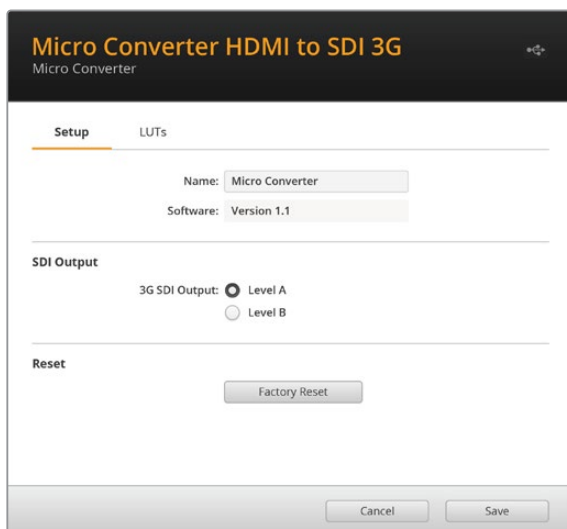 Micro Converter HDMI to SDI 3G
Micro Converter
Setup LUTs
Name: Micro Converter
Software: Version 1.1
SDI Output
3G SDI Output: Level A
Level B
Reset
Factory Reset
Cancel Save